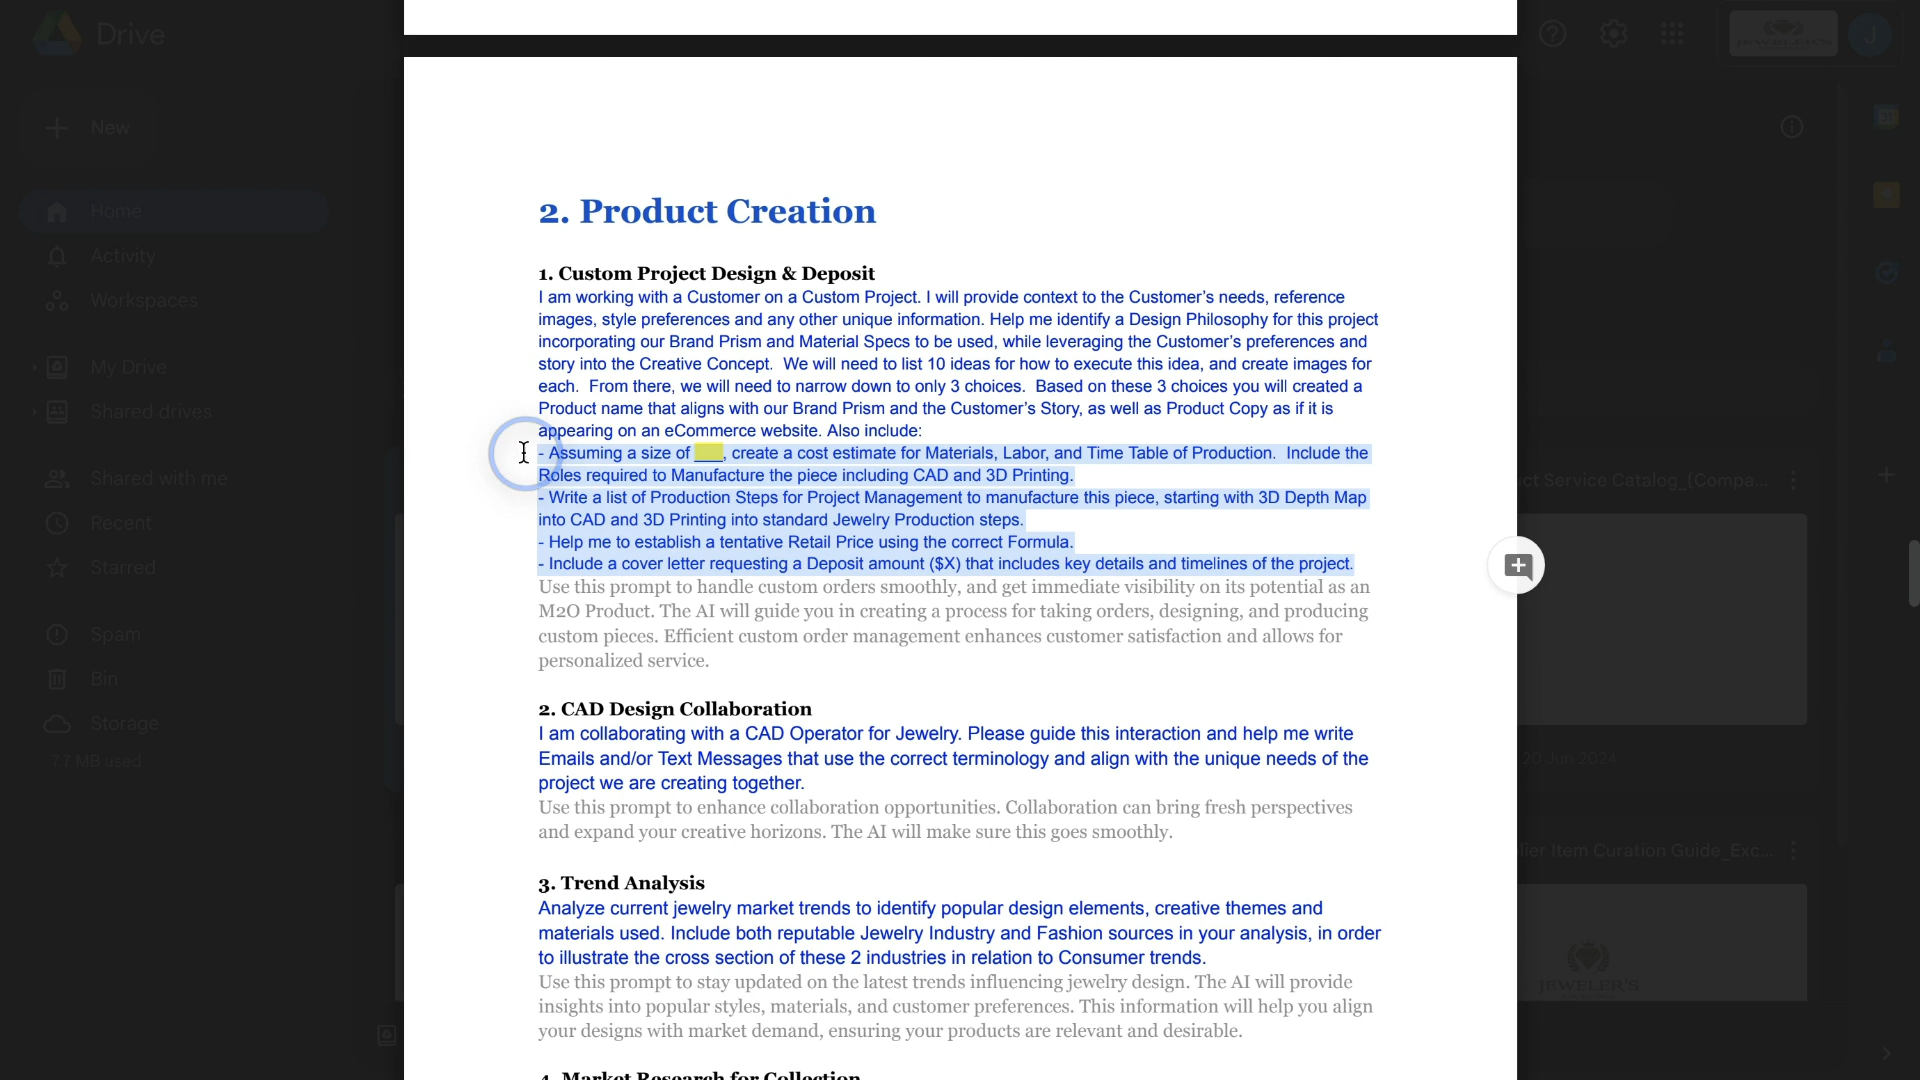 Drive
J
New
Home
Activity
Workspaces
My Drive
Shared drives
Shared with me
Recent
Starred
Spam
Bin
Storage
7.7 MB used
2. Product Creation
1. Custom Project Design & Deposit
I am working with a Customer on a Custom Project. I will provide context to the Customer's needs, reference
images, style preferences and any other unique information. Help me identify a Design Philosophy for this project
incorporating our Brand Prism and Material Specs to be used, while leveraging the Customer's preferences and
story into the Creative Concept.  We will need to list 10 ideas for how to execute this idea, and create images for
each.  From there, we will need to narrow down to only 3 choices.  Based on these 3 choices you will created a
Product name that aligns with our Brand Prism and the Customer's Story, as well as Product Copy as if it is
appearing on an eCommerce website. Also include:
- Assuming a size of ___, create a cost estimate for Materials, Labor, and Time Table of Production.  Include the
Roles required to Manufacture the piece including CAD and 3D Printing.
- Write a list of Production Steps for Project Management to manufacture this piece, starting with 3D Depth Map
into CAD and 3D Printing into standard Jewelry Production steps.
- Help me to establish a tentative Retail Price using the correct Formula.
- Include a cover letter requesting a Deposit amount ($X) that includes key details and timelines of the project.
Use this prompt to handle custom orders smoothly, and get immediate visibility on its potential as an
M2O Product. The AI will guide you in creating a process for taking orders, designing, and producing
custom pieces. Efficient custom order management enhances customer satisfaction and allows for
personalized service.
2. CAD Design Collaboration
I am collaborating with a CAD Operator for Jewelry. Please guide this interaction and help me write
Emails and/or Text Messages that use the correct terminology and align with the unique needs of the
project we are creating together.
Use this prompt to enhance collaboration opportunities. Collaboration can bring fresh perspectives
and expand your creative horizons. The AI will make sure this goes smoothly.
3. Trend Analysis
Analyze current jewelry market trends to identify popular design elements, creative themes and
materials used. Include both reputable Jewelry Industry and Fashion sources in your analysis, in order
to illustrate the cross section of these 2 industries in relation to Consumer trends.
Use this prompt to stay updated on the latest trends influencing jewelry design. The AI will provide
insights into popular styles, materials, and customer preferences. This information will help you align
your designs with market demand, ensuring your products are relevant and desirable.
4. Market Research for Collection
ct Service Catalog_(Compa...
20 Jun 2024
lier Item Curation Guide_Exc...
JEWELER'S